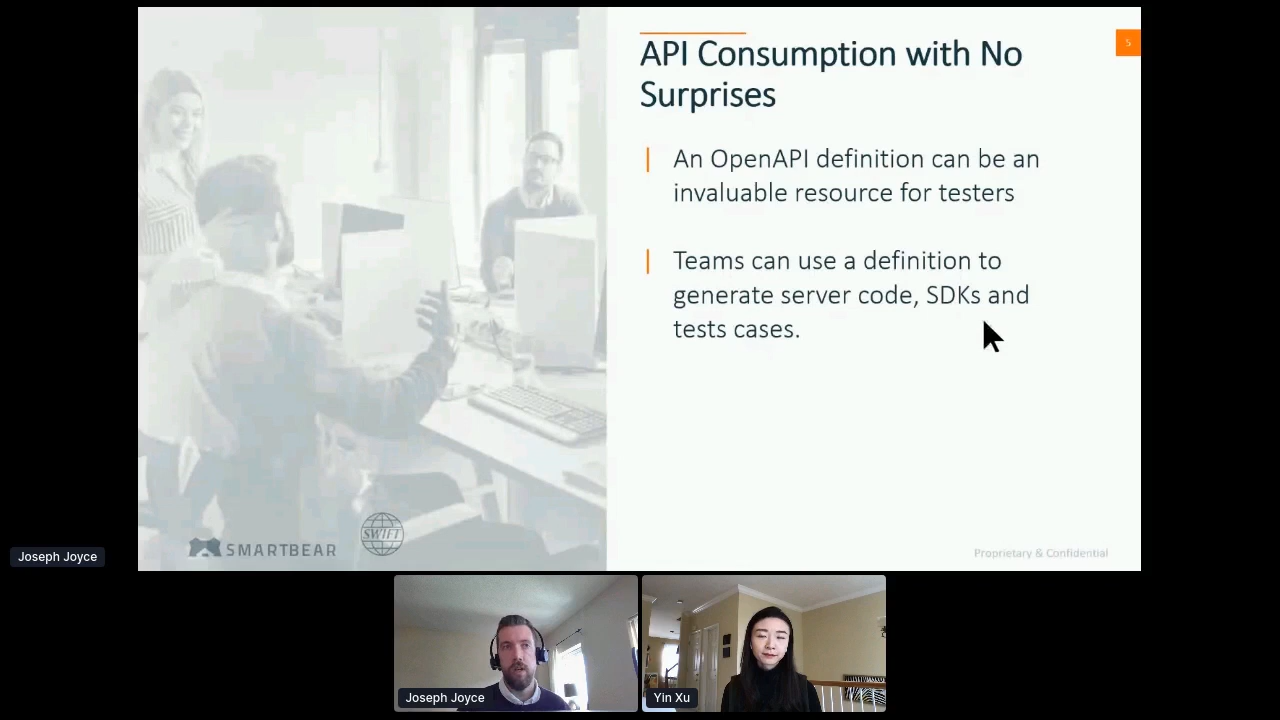 API Consumption with No
Surprises
5
An OpenAPI definition can be an
invaluable resource for testers
Teams can use a definition to
generate server code, SDKs and
tests cases.
SMARTBEAR
SWIFT
Proprietary & Confidential
Joseph Joyce
Joseph Joyce
Yin Xu